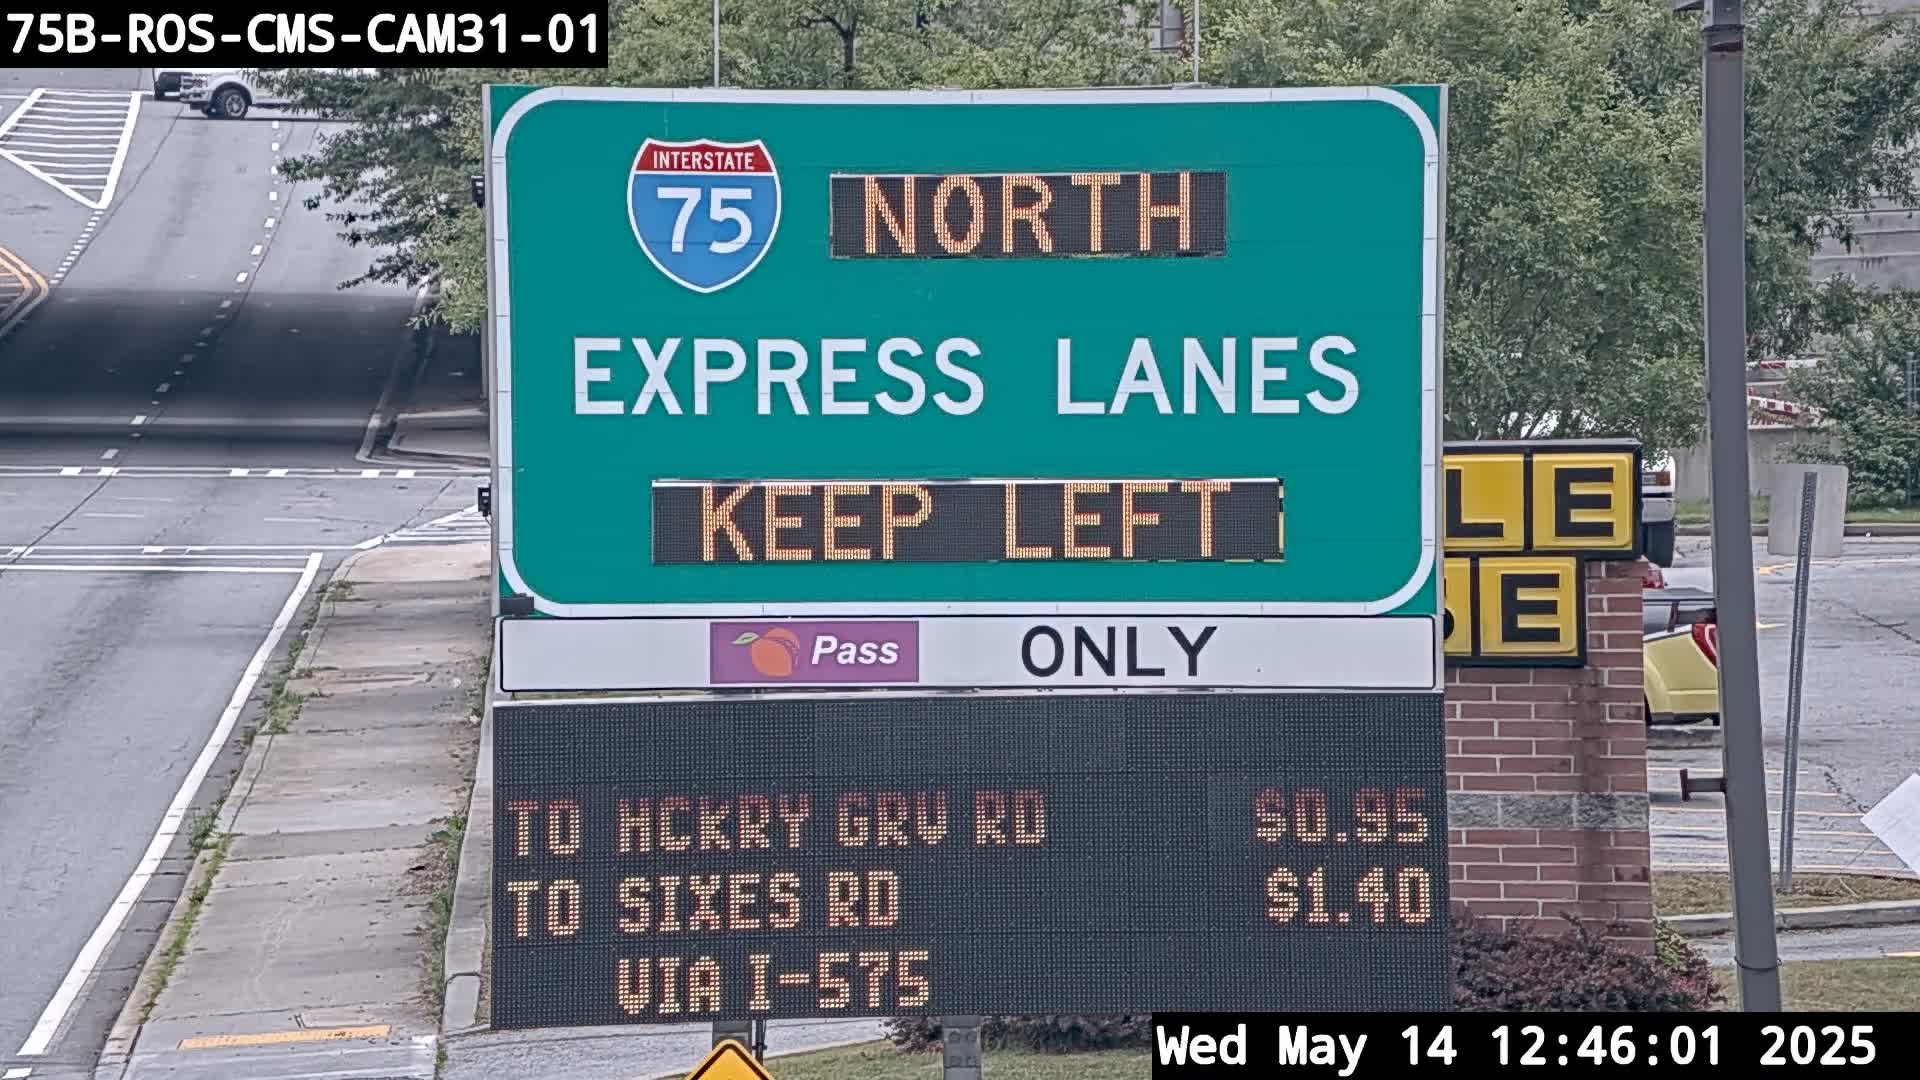 75B-ROS-CMS-CAM31-01
INTERSTATE
75
NORTH
EXPRESS LANES
KEEP LEFT
Pass ONLY
TO HCKRY GRV RD $0.95
TO SIXES RD $1.40
VIA I-575
LE
E
Wed May 14 12:46:01 2025